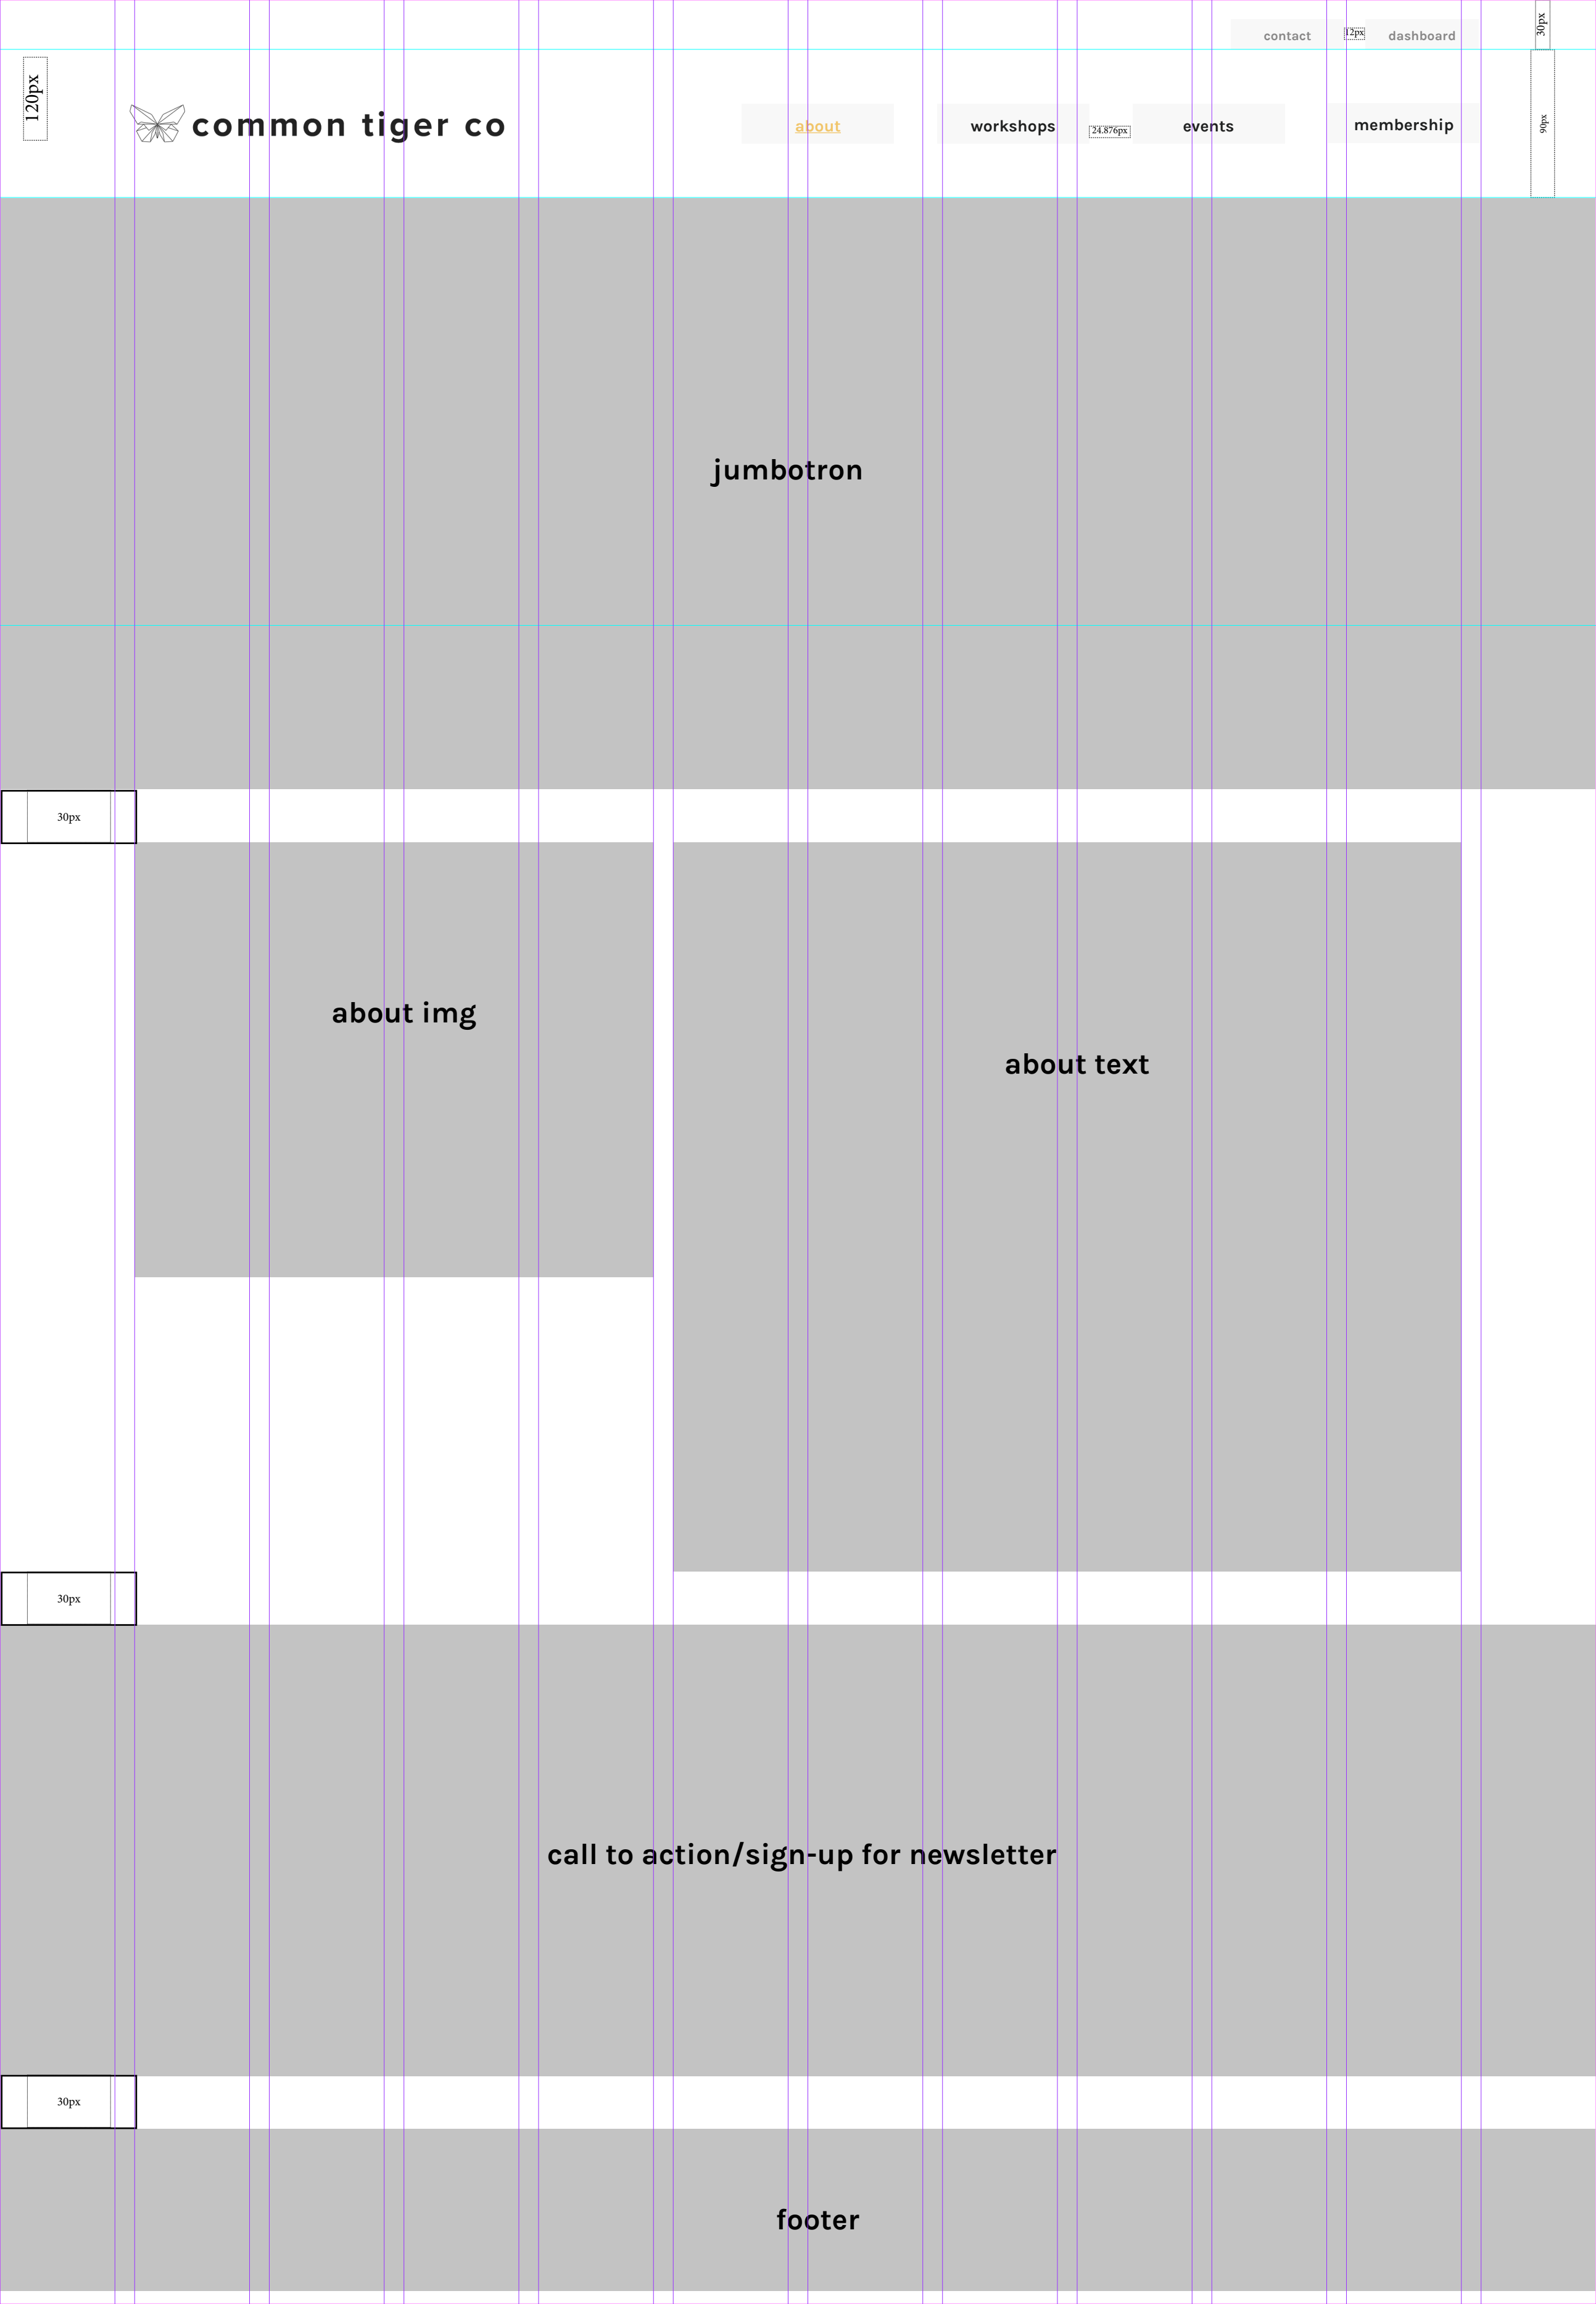 contact 12px dashboard 30px
120px
common tiger co about workshops 24.876px events membership 90px
jumbotron
30px
about img
about text
30px
call to action/sign-up for newsletter
30px
footer